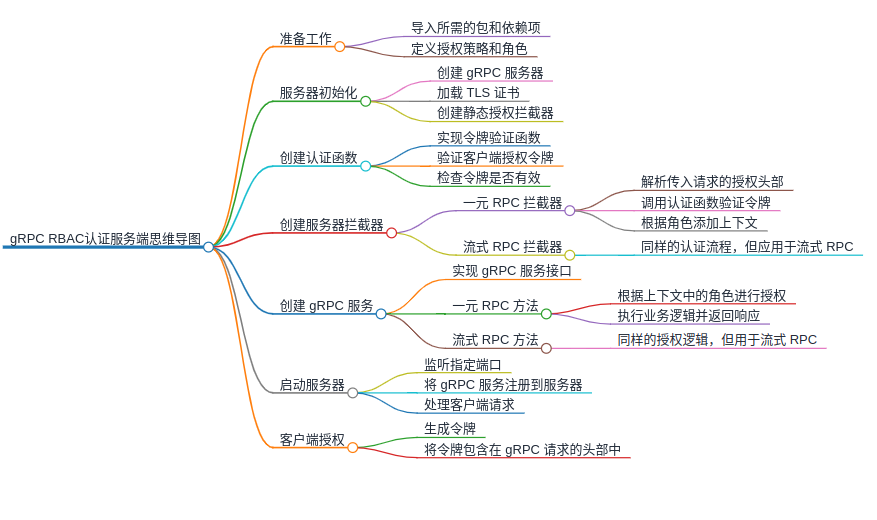 gRPC RBAC认证服务端思维导图
准备工作
导入所需的包和依赖项
定义授权策略和角色
服务器初始化
创建 gRPC 服务器
加载 TLS 证书
创建静态授权拦截器
创建认证函数
实现令牌验证函数
验证客户端授权令牌
检查令牌是否有效
创建服务器拦截器
一元 RPC 拦截器
解析传入请求的授权头部
调用认证函数验证令牌
根据角色添加上下文
流式 RPC 拦截器
同样的认证流程，但应用于流式 RPC
创建 gRPC 服务
实现 gRPC 服务接口
一元 RPC 方法
根据上下文中的角色进行授权
执行业务逻辑并返回响应
流式 RPC 方法
同样的授权逻辑，但用于流式 RPC
启动服务器
监听指定端口
将 gRPC 服务注册到服务器
处理客户端请求
客户端授权
生成令牌
将令牌包含在 gRPC 请求的头部中